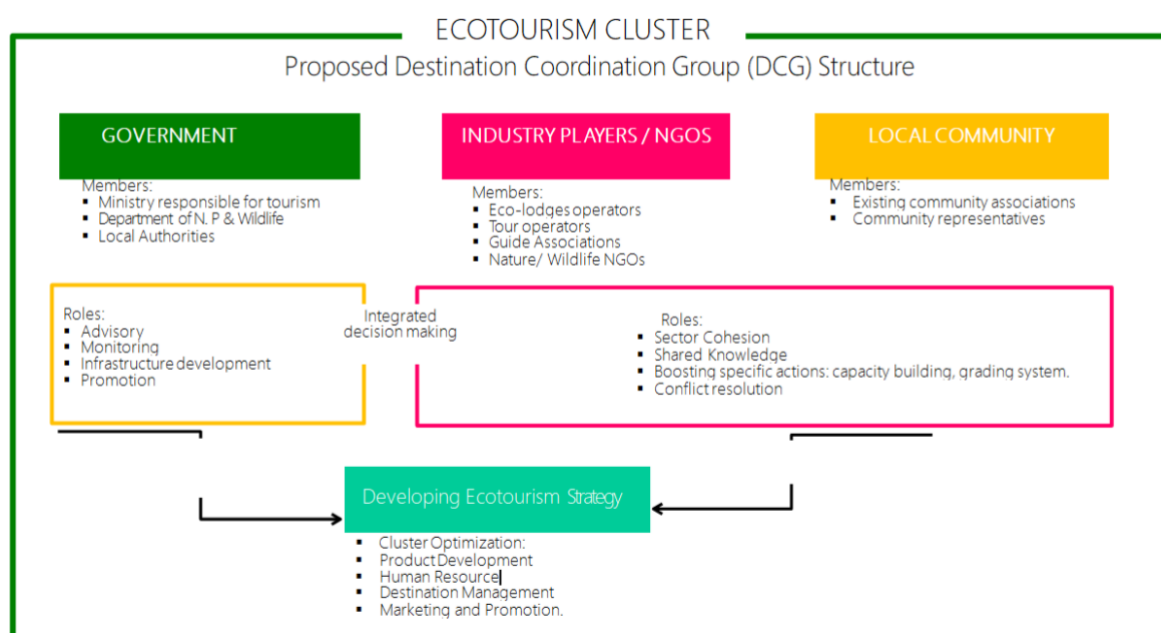 ECOTOURISM CLUSTER
Proposed Destination Coordination Group (DCG) Structure
GOVERNMENT
Members:
▪ Ministry responsible for tourism
▪ Department of N. P & Wildlife
▪ Local Authorities
INDUSTRY PLAYERS / NGOS
Members:
▪ Eco-lodges operators
▪ Tour operators
▪ Guide Associations
▪ Nature/ Wildlife NGOs
LOCAL COMMUNITY
Members:
▪ Existing community associations
▪ Community representatives
Roles:
▪ Advisory
▪ Monitoring
▪ Infrastructure development
▪ Promotion
Integrated
decision making
Roles:
▪ Sector Cohesion
▪ Shared Knowledge
▪ Boosting specific actions: capacity building, grading system.
▪ Conflict resolution
Developing Ecotourism Strategy
▪ Cluster Optimization:
▪ Product Development
▪ Human Resource
▪ Destination Management
▪ Marketing and Promotion.